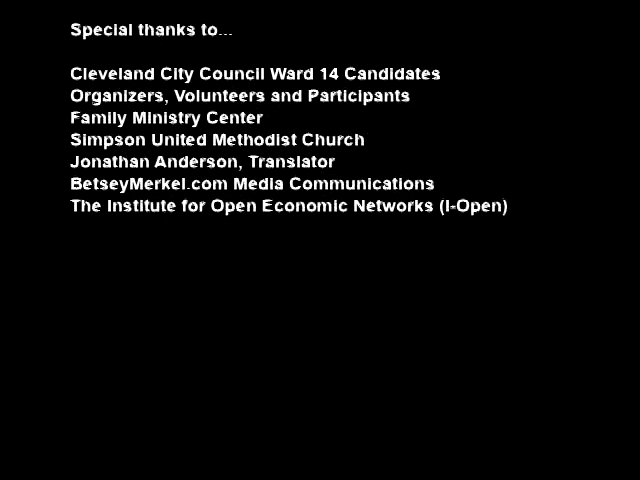 Special thanks to...
Cleveland City Council Ward 14 Candidates
Organizers, Volunteers and Participants
Family Ministry Center
Simpson United Methodist Church
Jonathan Anderson, Translator
BetseyMerkel.com Media Communications
The Institute for Open Economic Networks (I-Open)